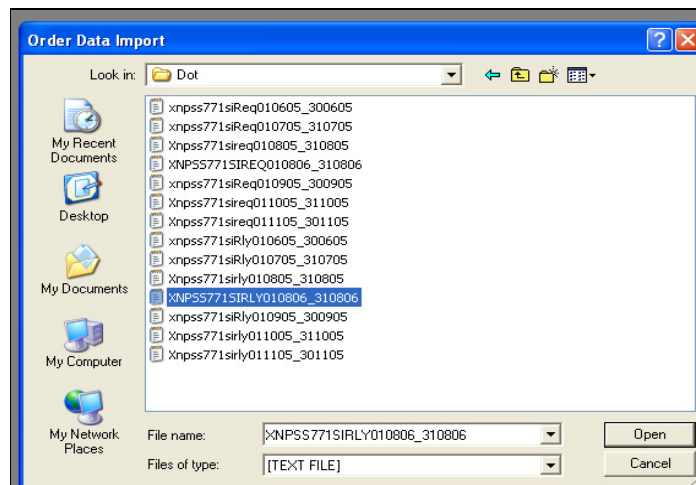 Order Data Import
Look in:
Dot
My Recent
Documents
Desktop
My Documents
My Computer
My Network
Places
xnpss771siReq010605_300605
xnpss771siReq010705_310705
Xnpss771sireq010805_310805
XNPSS771SIREQ010806_310806
xnpss771siReq010905_300905
Xnpss771sireq011005_311005
Xnpss771sireq011105_301105
xnpss771siRly010605_300605
xnpss771siRly010705_310705
Xnpss771sirly010805_310805
XNPSS771SIRLY010806_310806
xnpss771siRly010905_300905
Xnpss771sirly011005_311005
Xnpss771sirly011105_301105
File name:
XNPSS771SIRLY010806_310806
Open
Files of type:
[TEXT FILE]
Cancel